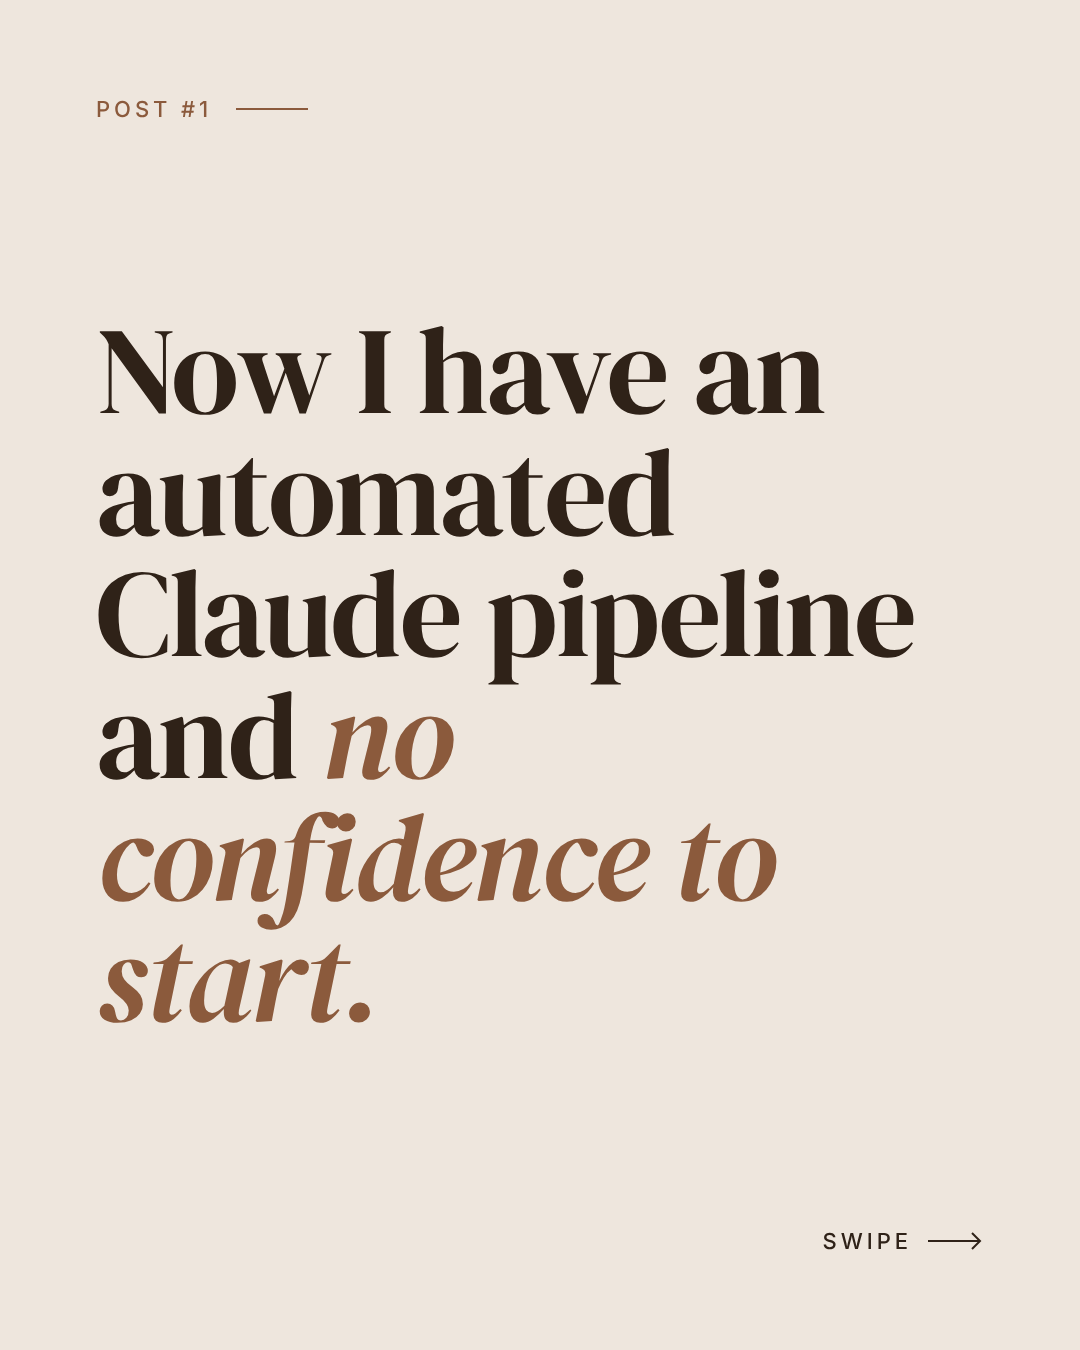 POST #1
Now I have an
automated
Claude pipeline
and no
confidence to
start.
SWIPE